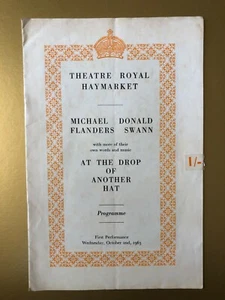 THEATRE ROYAL
HAYMARKET
MICHAEL DONALD
FLANDERS SWANN
with more of their
own words and music
AT THE DROP
OF
ANOTHER
HAT
Programme
First Performance
Wednesday, October 2nd, 1963
1/-